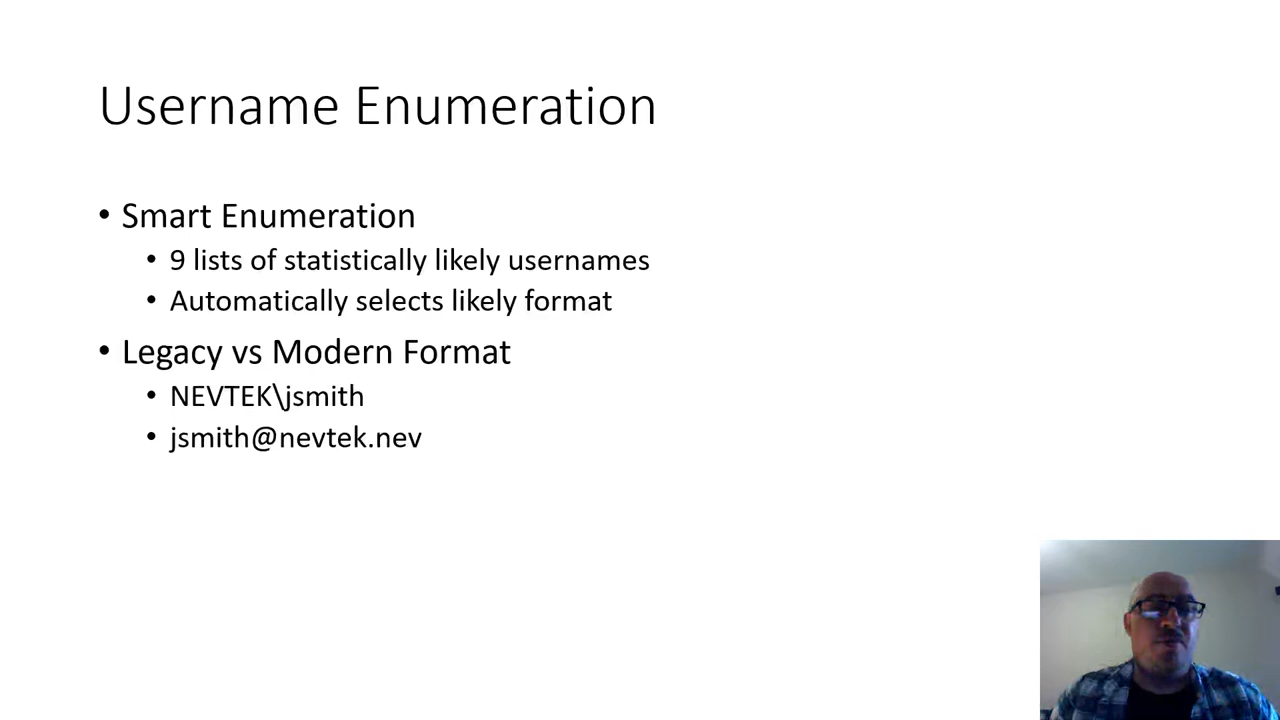 Username Enumeration
• Smart Enumeration
• 9 lists of statistically likely usernames
• Automatically selects likely format
• Legacy vs Modern Format
• NEVTEK\jsmith
• jsmith@nevtek.nev